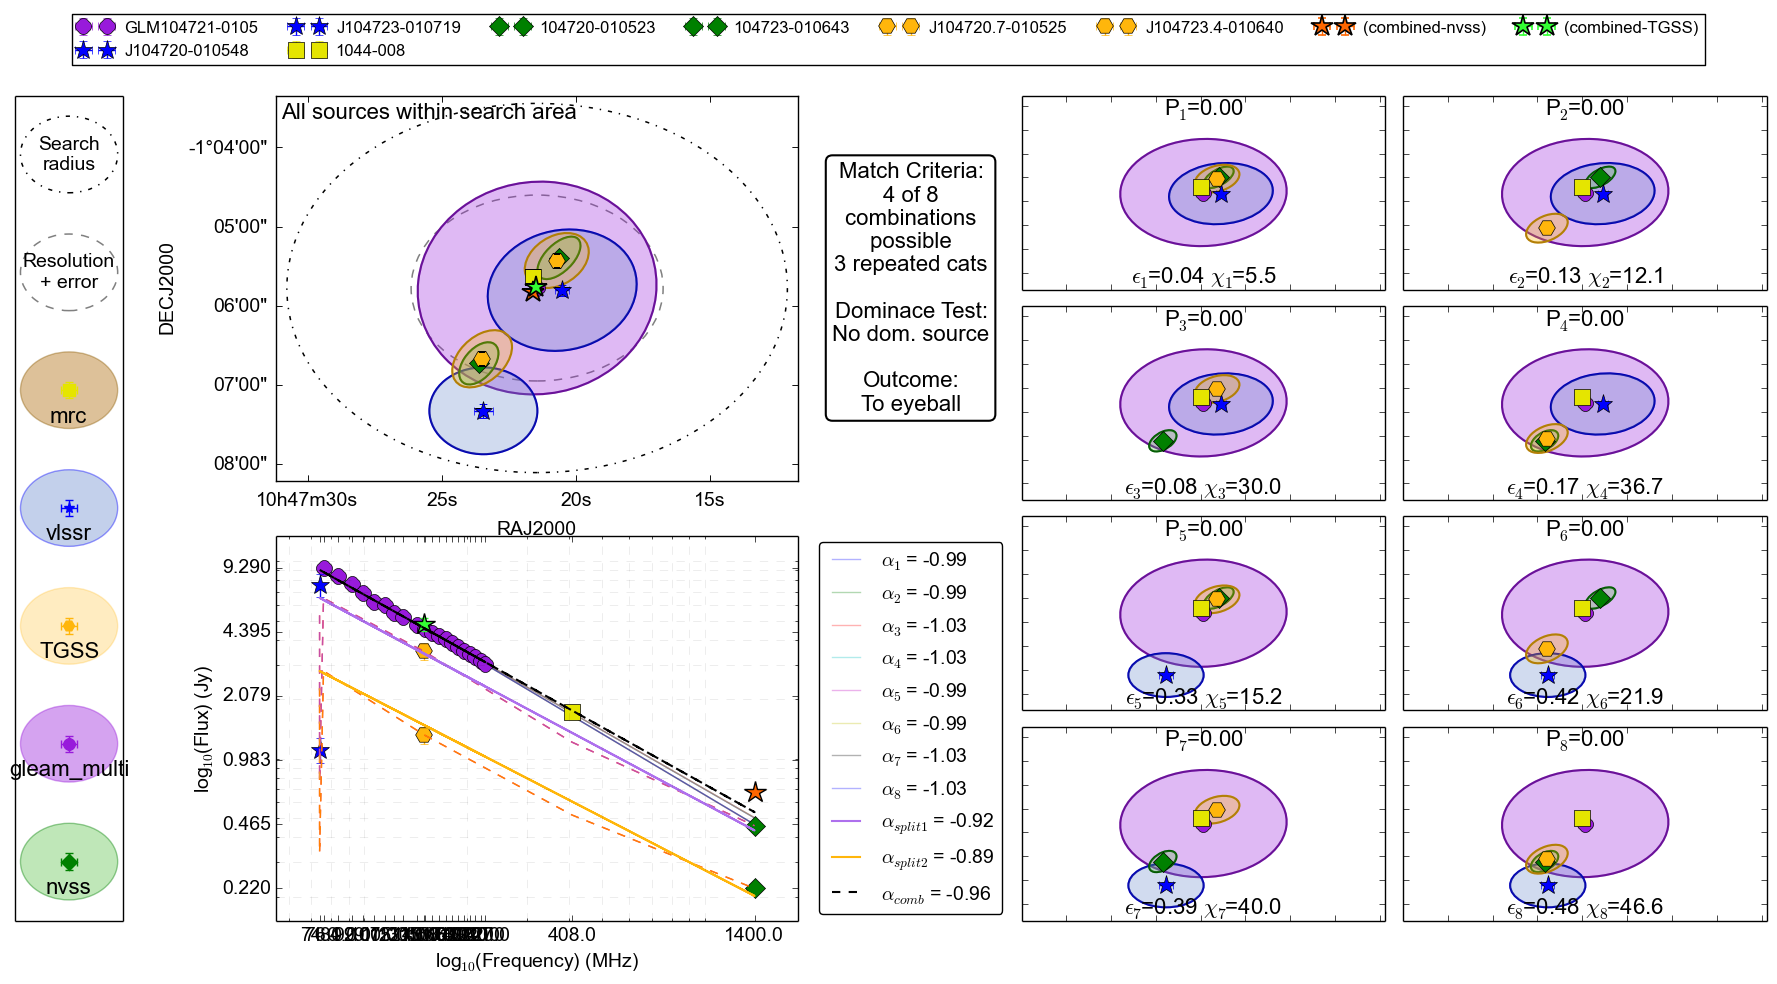 GLM104721-0105
J104723-010719
104720-010523
104723-010643
J104720.7-010525
J104723.4-010640
(combined-nvss)
(combined-TGSS)
J104720-010548
1044-008
Search
radius
Resolution
+ error
mrc
vlssr
TGSS
gleam_multi
nvss
All sources within search area
DECJ2000
-1°04'00"
05'00"
06'00"
07'00"
08'00"
10h47m30s
25s
20s
15s
RAJ2000
Match Criteria:
4 of 8
combinations
possible
3 repeated cats
Dominace Test:
No dom. source
Outcome:
To eyeball
log10(Flux) (Jy)
9.290
4.395
2.079
0.983
0.465
0.220
408.0
1400.0
log10(Frequency) (MHz)
α1 = -0.99
α2 = -0.99
α3 = -1.03
α4 = -1.03
α5 = -0.99
α6 = -0.99
α7 = -1.03
α8 = -1.03
αsplit1 = -0.92
αsplit2 = -0.89
αcomb = -0.96
P1=0.00
ϵ1=0.04 χ1=5.5
P2=0.00
ϵ2=0.13 χ2=12.1
P3=0.00
ϵ3=0.08 χ3=30.0
P4=0.00
ϵ4=0.17 χ4=36.7
P5=0.00
ϵ5=0.33 χ5=15.2
P6=0.00
ϵ6=0.42 χ6=21.9
P7=0.00
ϵ7=0.39 χ7=40.0
P8=0.00
ϵ8=0.48 χ8=46.6